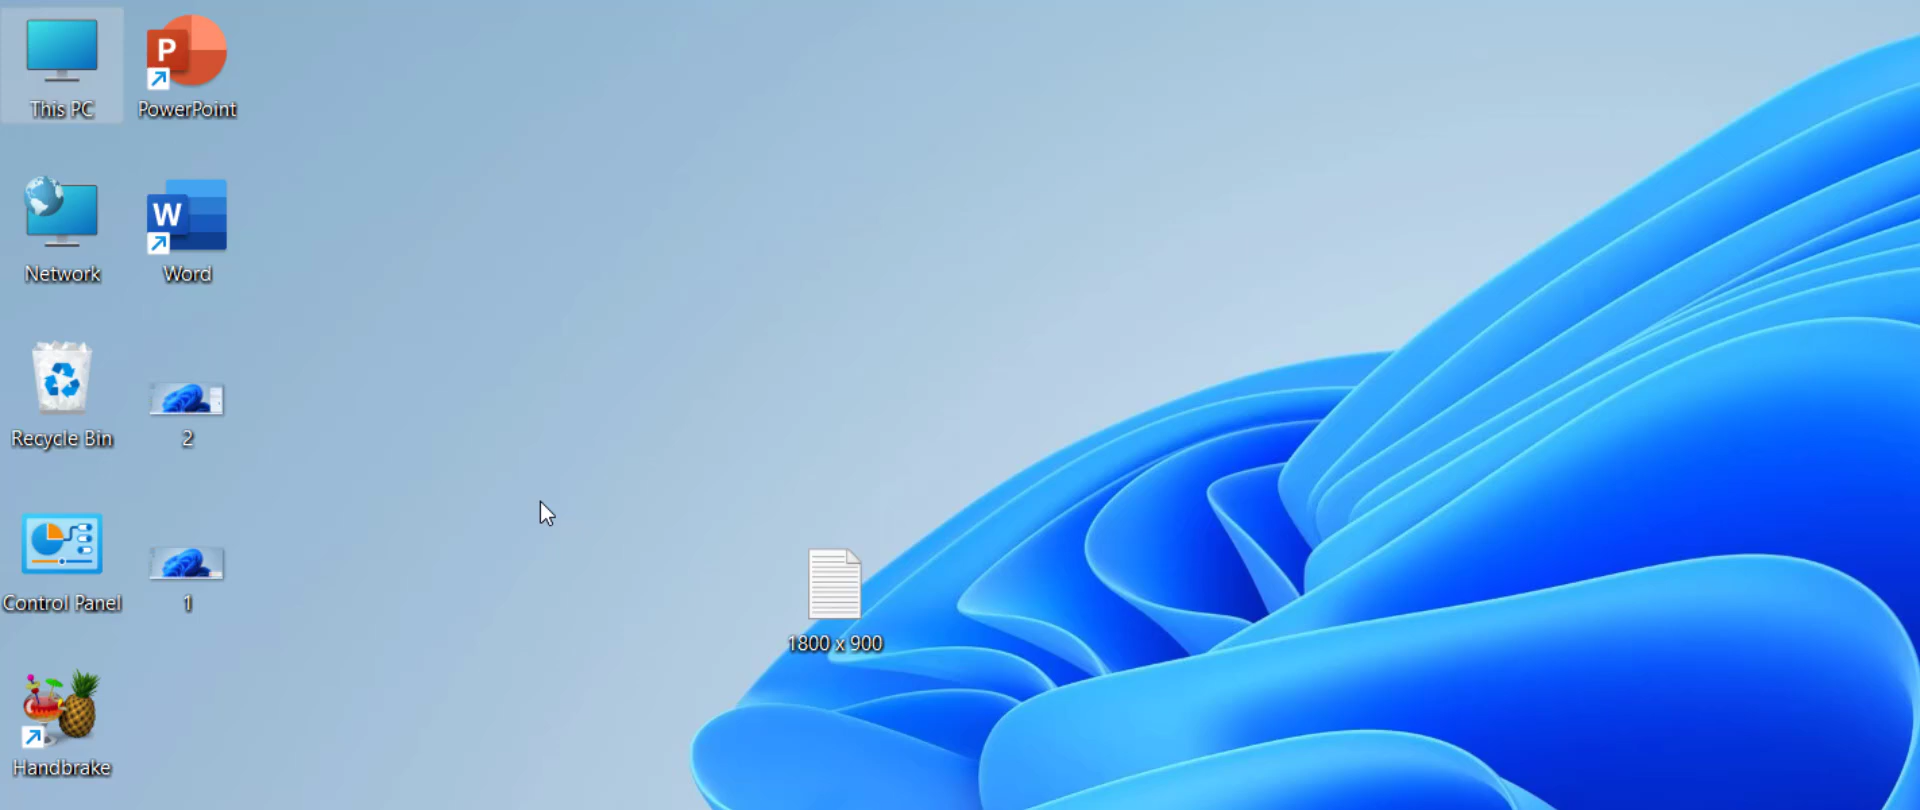 This PC
PowerPoint
Network
Word
Recycle Bin
2
Control Panel
1
1800 x 900
Handbrake